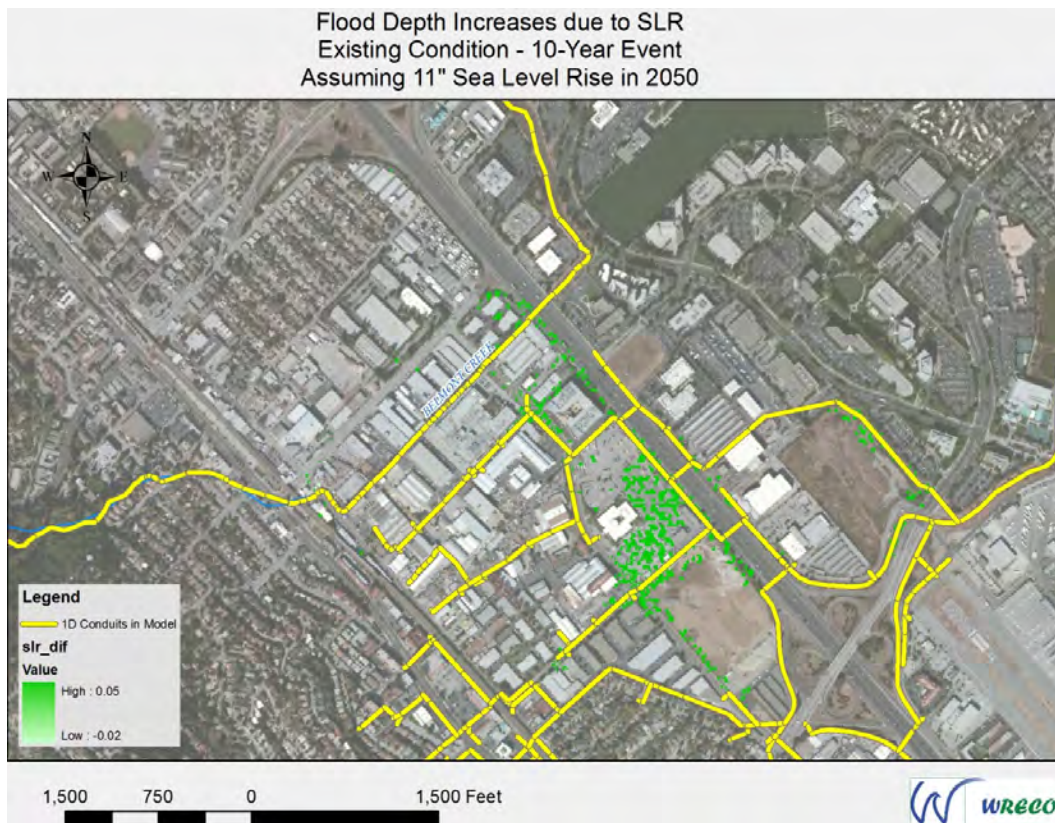 Flood Depth Increases due to SLR
Existing Condition - 10-Year Event
Assuming 11" Sea Level Rise in 2050
N
W E
S
BELMONT CREEK
Legend
1D Conduits in Model
slr_dif
Value
High : 0.05
Low : -0.02
1,500 750 0 1,500 Feet
WRECO